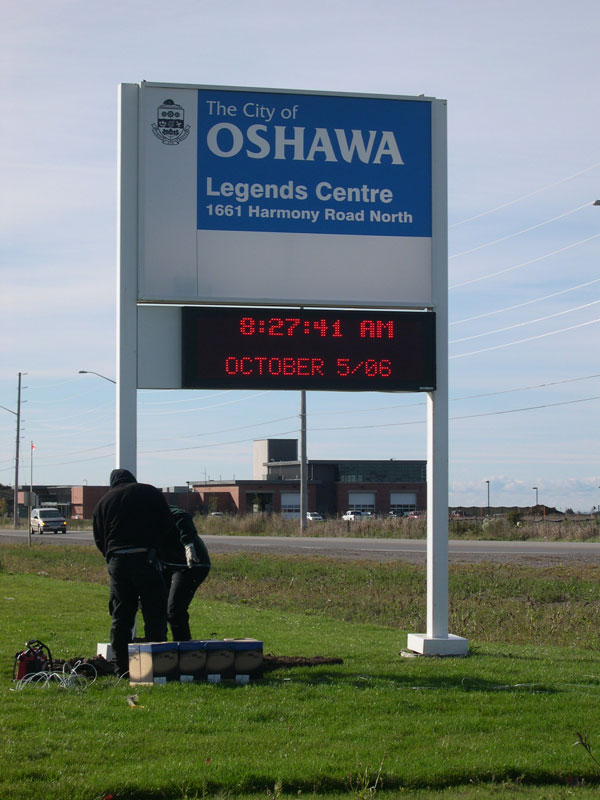 The City of
OSHAWA
Legends Centre
1661 Harmony Road North
8:27:41 AM
OCTOBER 5/06